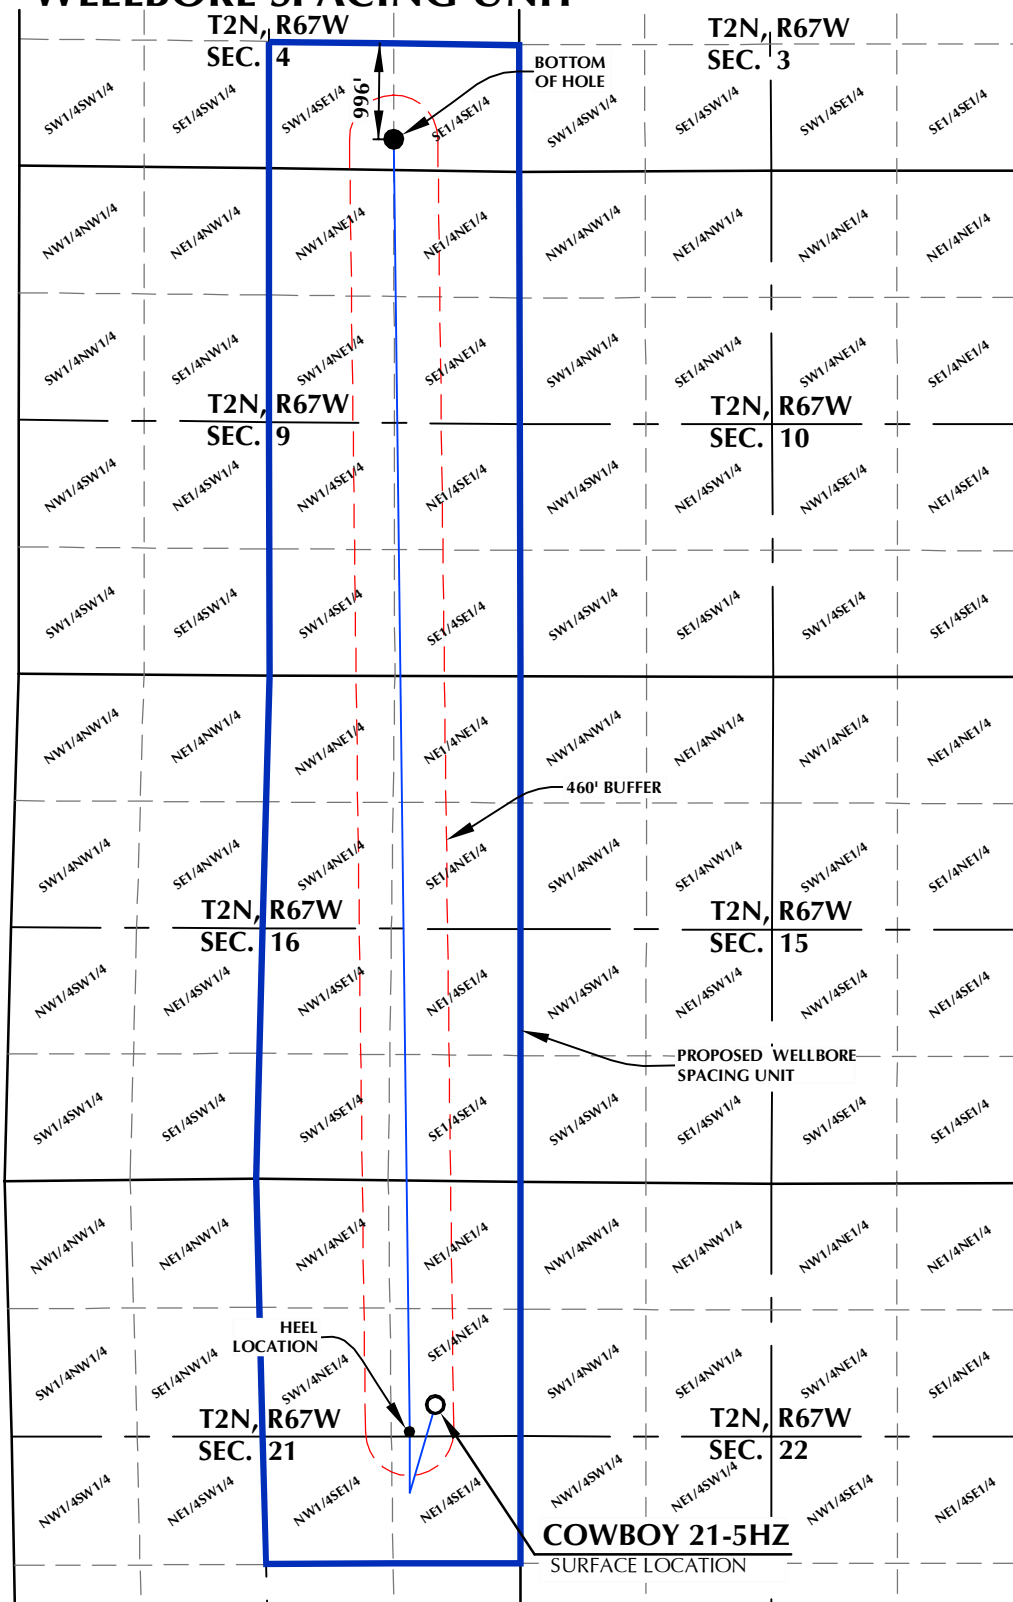 WELLBORE SPACING UNIT
T2N, R67W
SEC. 4
T2N, R67W
SEC. 3
BOTTOM
OF HOLE
996'
SW1/4SW1/4
SE1/4SW1/4
SW1/4SE1/4
SE1/4SE1/4
SW1/4SW1/4
SE1/4SW1/4
SW1/4SE1/4
SE1/4SE1/4
NW1/4NW1/4
NE1/4NW1/4
NW1/4NE1/4
NE1/4NE1/4
NW1/4NW1/4
NE1/4NW1/4
NW1/4NE1/4
NE1/4NE1/4
SW1/4NW1/4
SE1/4NW1/4
SW1/4NE1/4
SE1/4NE1/4
SW1/4NW1/4
SE1/4NW1/4
SW1/4NE1/4
SE1/4NE1/4
T2N, R67W
SEC. 9
T2N, R67W
SEC. 10
NW1/4SW1/4
NE1/4SW1/4
NW1/4SE1/4
NE1/4SE1/4
NW1/4SW1/4
NE1/4SW1/4
NW1/4SE1/4
NE1/4SE1/4
SW1/4SW1/4
SE1/4SW1/4
SW1/4SE1/4
SE1/4SE1/4
SW1/4SW1/4
SE1/4SW1/4
SW1/4SE1/4
SE1/4SE1/4
NW1/4NW1/4
NE1/4NW1/4
NW1/4NE1/4
NE1/4NE1/4
NW1/4NW1/4
NE1/4NW1/4
NW1/4NE1/4
NE1/4NE1/4
460' BUFFER
SW1/4NW1/4
SE1/4NW1/4
SW1/4NE1/4
SE1/4NE1/4
SW1/4NW1/4
SE1/4NW1/4
SW1/4NE1/4
SE1/4NE1/4
T2N, R67W
SEC. 16
T2N, R67W
SEC. 15
NW1/4SW1/4
NE1/4SW1/4
NW1/4SE1/4
NE1/4SE1/4
NW1/4SW1/4
NE1/4SW1/4
NW1/4SE1/4
NE1/4SE1/4
PROPOSED WELLBORE
SPACING UNIT
SW1/4SW1/4
SE1/4SW1/4
SW1/4SE1/4
SE1/4SE1/4
SW1/4SW1/4
SE1/4SW1/4
SW1/4SE1/4
SE1/4SE1/4
NW1/4NW1/4
NE1/4NW1/4
NW1/4NE1/4
NE1/4NE1/4
NW1/4NW1/4
NE1/4NW1/4
NW1/4NE1/4
NE1/4NE1/4
HEEL
LOCATION
SW1/4NW1/4
SE1/4NW1/4
SW1/4NE1/4
SE1/4NE1/4
SW1/4NW1/4
SE1/4NW1/4
SW1/4NE1/4
SE1/4NE1/4
T2N, R67W
SEC. 21
T2N, R67W
SEC. 22
NW1/4SW1/4
NE1/4SW1/4
NW1/4SE1/4
NE1/4SE1/4
NW1/4SW1/4
NE1/4SW1/4
NW1/4SE1/4
NE1/4SE1/4
COWBOY 21-5HZ
SURFACE LOCATION